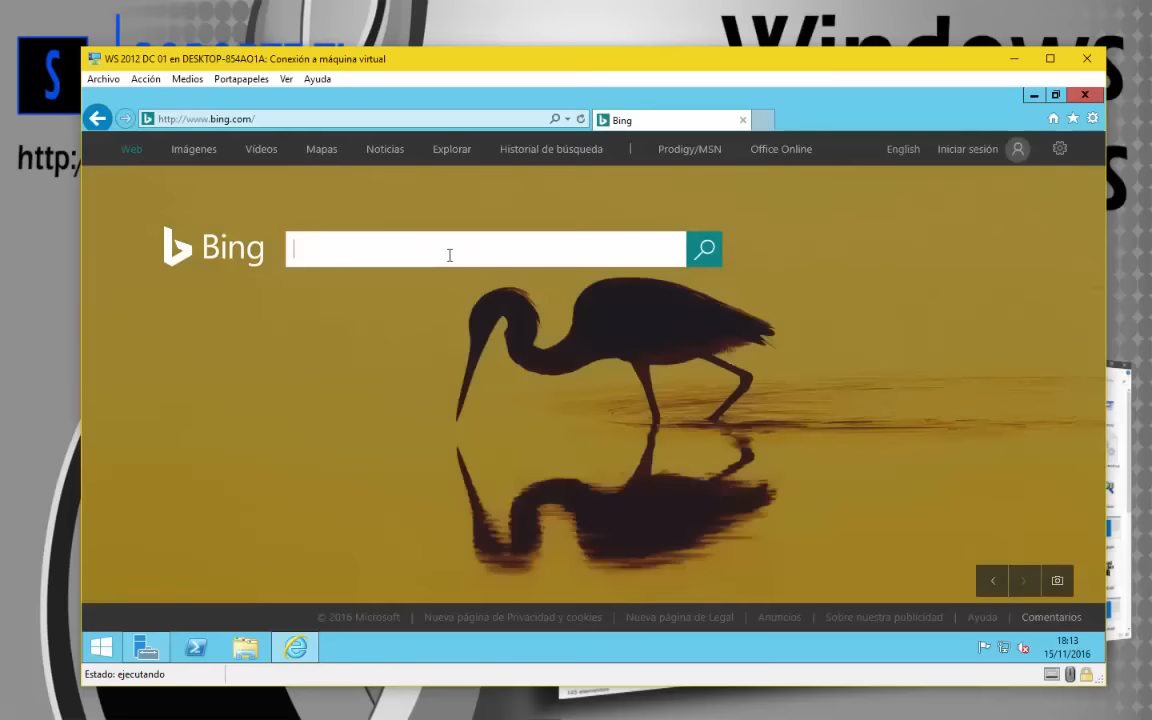 Windows
S
http:/
WS 2012 DC 01 en DESKTOP-854AO1A: Conexión a máquina virtual
Archivo Acción Medios Portapapeles Ver Ayuda
http://www.bing.com/
Bing
Web Imágenes Vídeos Mapas Noticias Explorar Historial de búsqueda | Prodigy/MSN Office Online English Iniciar sesión
Bing
© 2016 Microsoft | Nueva página de Privacidad y cookies | Nueva página de Legal | Anuncios | Sobre nuestra publicidad | Ayuda | Comentarios
18:13
15/11/2016
Estado: ejecutando